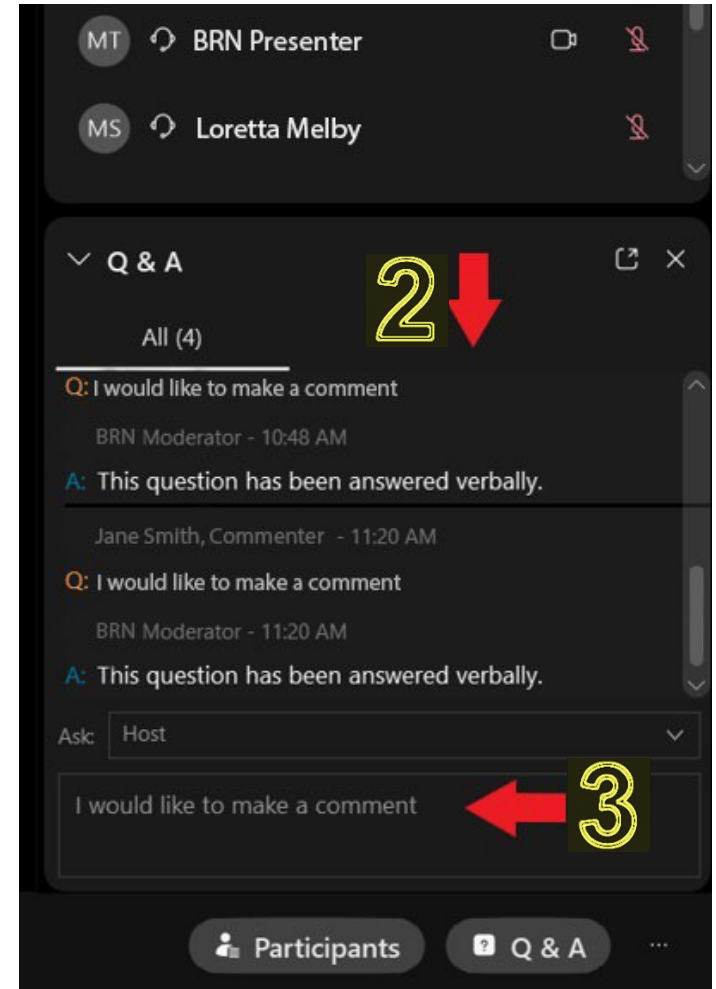 MT BRN Presenter
MS Loretta Melby
Q & A
2
All (4)
Q: I would like to make a comment
BRN Moderator - 10:48 AM
A: This question has been answered verbally.
Jane Smith, Commenter - 11:20 AM
Q: I would like to make a comment
BRN Moderator - 11:20 AM
A: This question has been answered verbally.
Ask: Host
I would like to make a comment
3
Participants ? Q & A ...